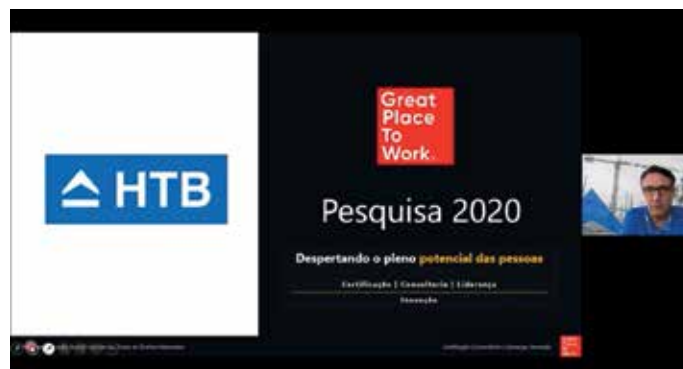 HTB
Great
Place
To
Work.
Pesquisa 2020
Despertando o pleno potencial das pessoas
Certificação | Consultoria | Liderança
Inovação